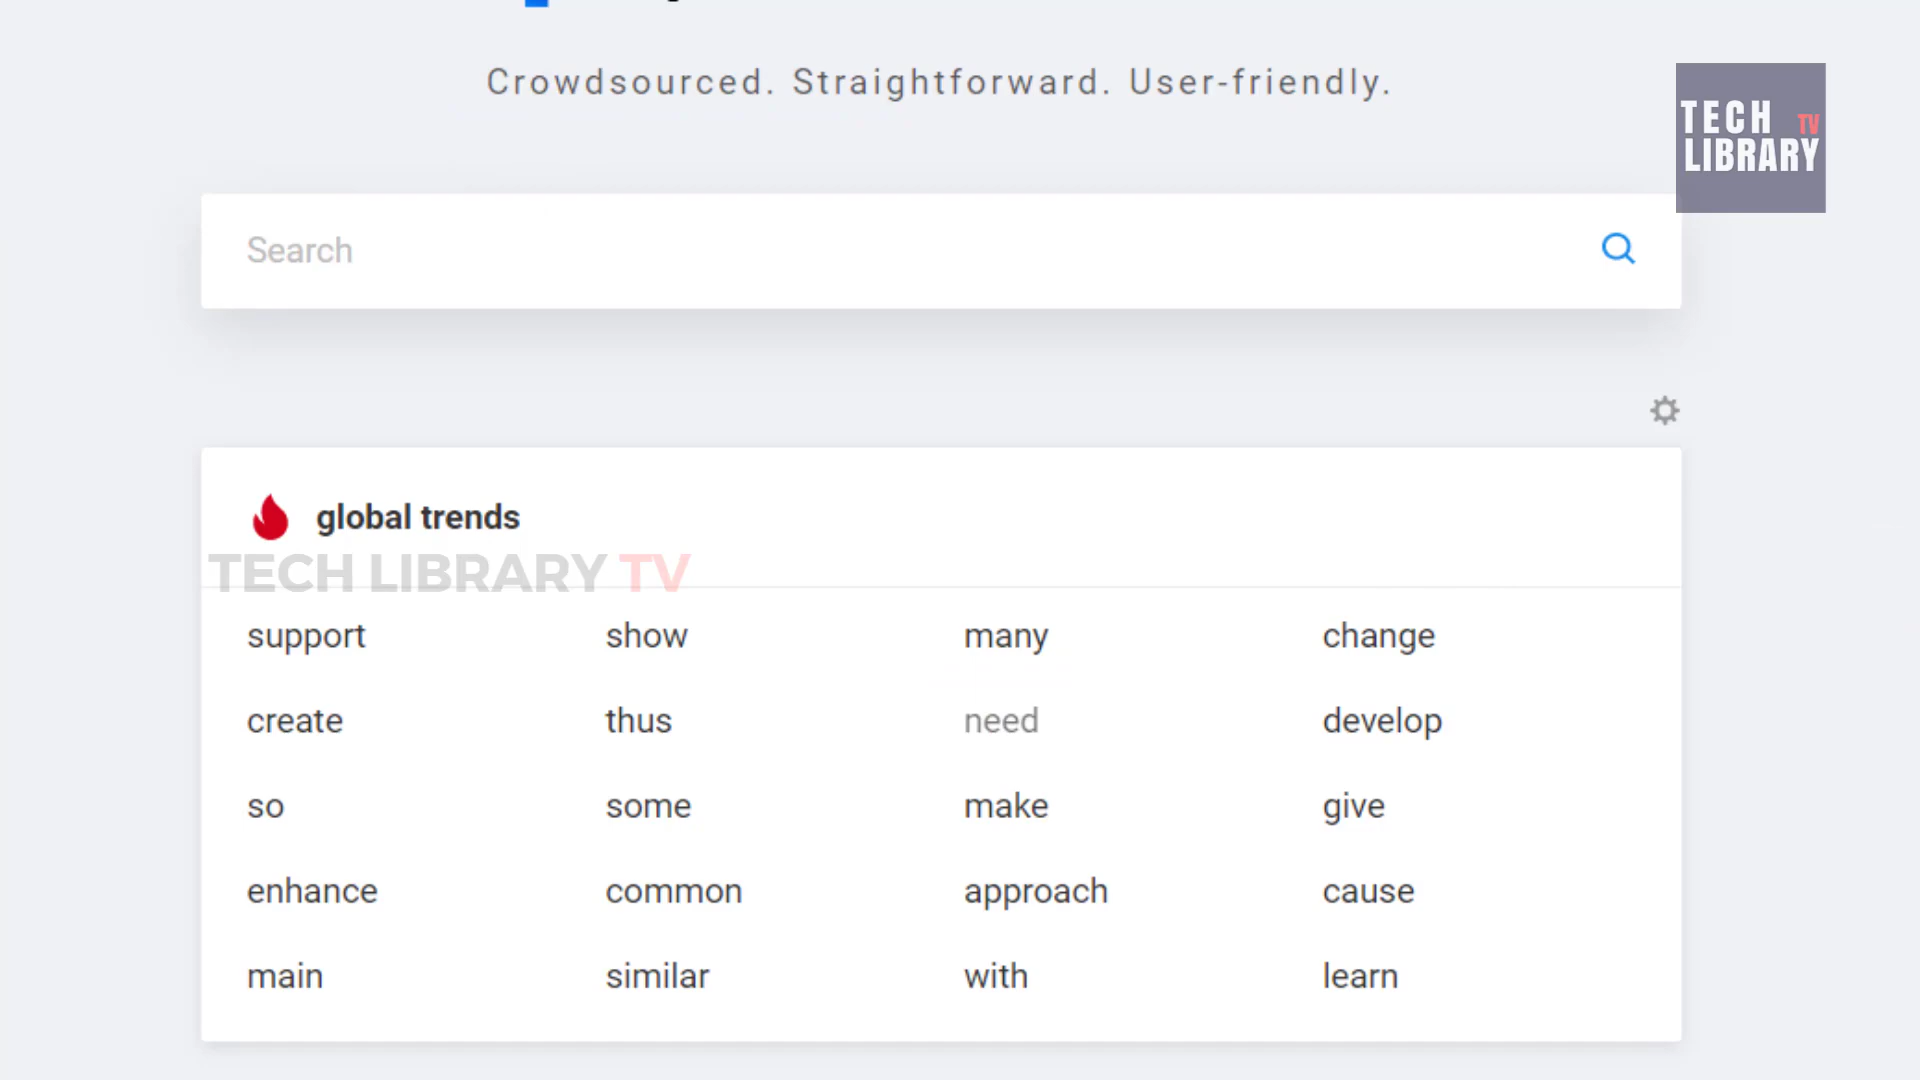 Crowdsourced. Straightforward. User-friendly.
TECH TV
LIBRARY
Search
global trends
TECH LIBRARY TV
support show many change
create thus need develop
so some make give
enhance common approach cause
main similar with learn